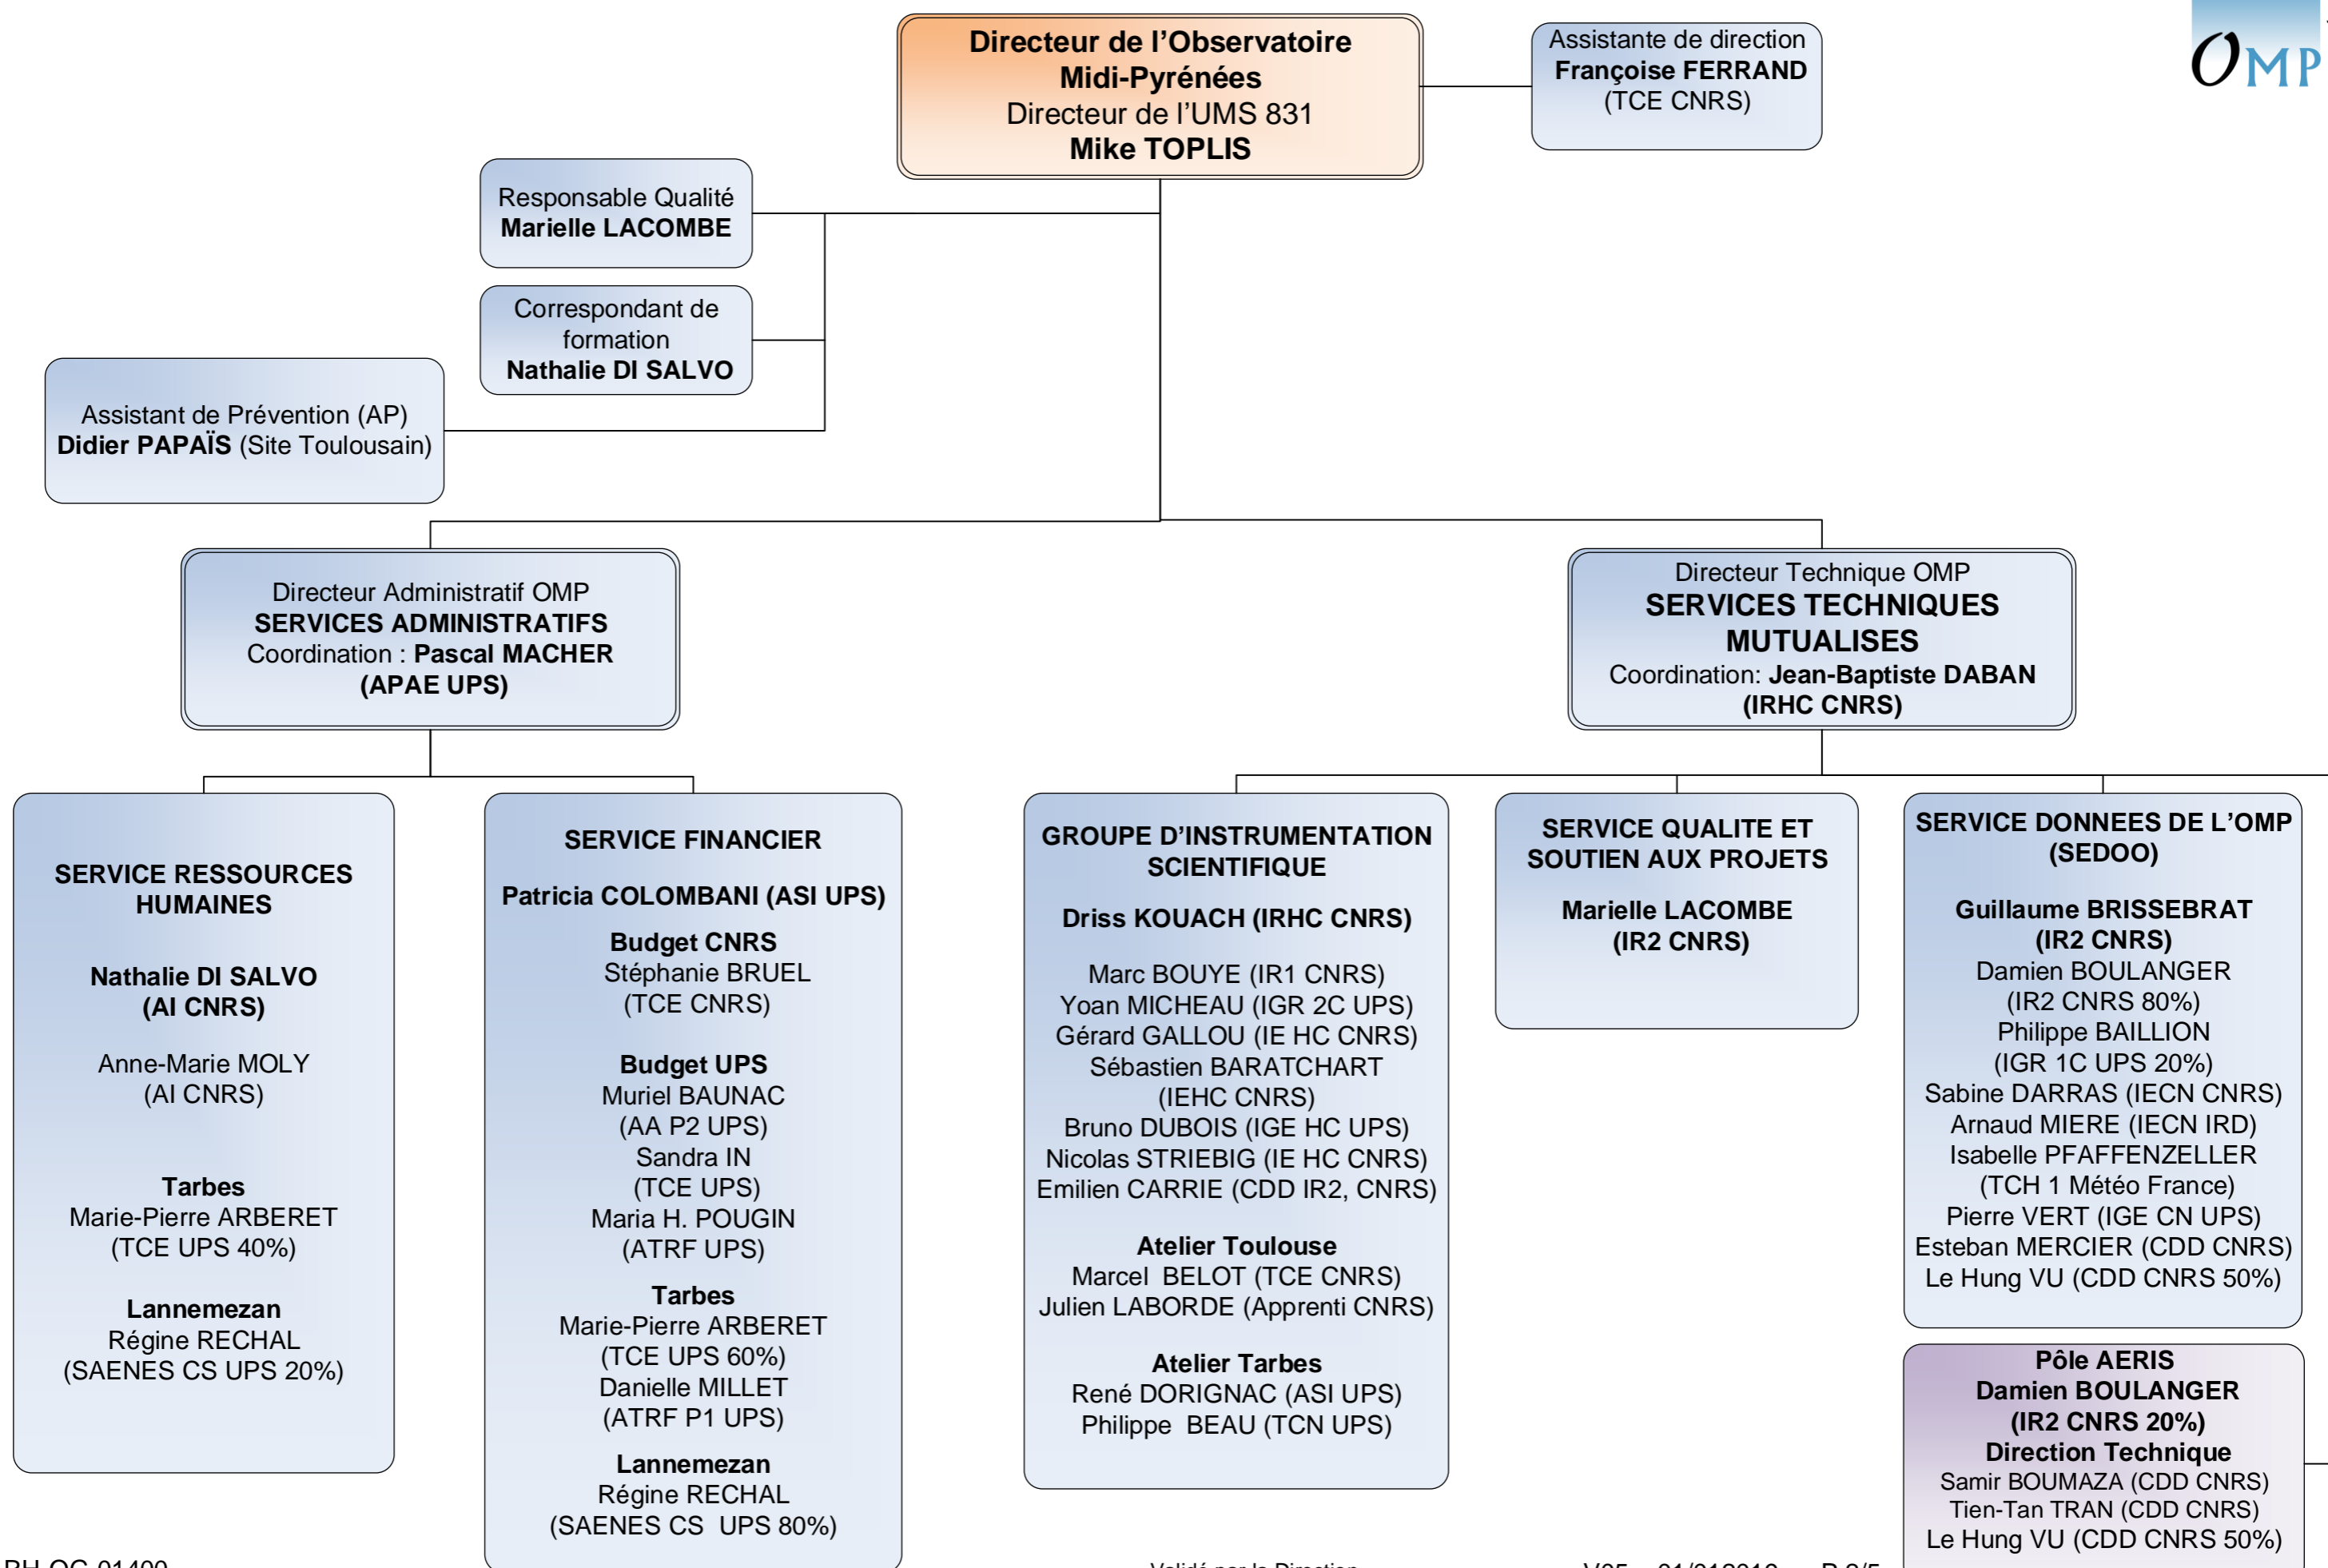 Directeur de l'Observatoire
Midi-Pyrénées
Directeur de l'UMS 831
Mike TOPLIS
Assistante de direction
Françoise FERRAND
(TCE CNRS)
OMP
Responsable Qualité
Marielle LACOMBE
Correspondant de
formation
Nathalie DI SALVO
Assistant de Prévention (AP)
Didier PAPAÏS (Site Toulousain)
Directeur Administratif OMP
SERVICES ADMINISTRATIFS
Coordination : Pascal MACHER
(APAE UPS)
Directeur Technique OMP
SERVICES TECHNIQUES
MUTUALISES
Coordination: Jean-Baptiste DABAN
(IRHC CNRS)
SERVICE RESSOURCES
HUMAINES
Nathalie DI SALVO
(AI CNRS)
Anne-Marie MOLY
(AI CNRS)
Tarbes
Marie-Pierre ARBERET
(TCE UPS 40%)
Lannemezan
Régine RECHAL
(SAENES CS UPS 20%)
SERVICE FINANCIER
Patricia COLOMBANI (ASI UPS)
Budget CNRS
Stéphanie BRUEL
(TCE CNRS)
Budget UPS
Muriel BAUNAC
(AA P2 UPS)
Sandra IN
(TCE UPS)
Maria H. POUGIN
(ATRF UPS)
Tarbes
Marie-Pierre ARBERET
(TCE UPS 60%)
Danielle MILLET
(ATRF P1 UPS)
Lannemezan
Régine RECHAL
(SAENES CS UPS 80%)
GROUPE D'INSTRUMENTATION
SCIENTIFIQUE
Driss KOUACH (IRHC CNRS)
Marc BOUYE (IR1 CNRS)
Yoan MICHEAU (IGR 2C UPS)
Gérard GALLOU (IE HC CNRS)
Sébastien BARATCHART
(IEHC CNRS)
Bruno DUBOIS (IGE HC UPS)
Nicolas STRIEBIG (IE HC CNRS)
Emilien CARRIE (CDD IR2, CNRS)
Atelier Toulouse
Marcel BELOT (TCE CNRS)
Julien LABORDE (Apprenti CNRS)
Atelier Tarbes
René DORIGNAC (ASI UPS)
Philippe BEAU (TCN UPS)
SERVICE QUALITE ET
SOUTIEN AUX PROJETS
Marielle LACOMBE
(IR2 CNRS)
SERVICE DONNEES DE L'OMP
(SEDOO)
Guillaume BRISSEBRAT
(IR2 CNRS)
Damien BOULANGER
(IR2 CNRS 80%)
Philippe BAILLION
(IGR 1C UPS 20%)
Sabine DARRAS (IECN CNRS)
Arnaud MIERE (IECN IRD)
Isabelle PFAFFENZELLER
(TCH 1 Météo France)
Pierre VERT (IGE CN UPS)
Esteban MERCIER (CDD CNRS)
Le Hung VU (CDD CNRS 50%)
Pôle AERIS
Damien BOULANGER
(IR2 CNRS 20%)
Direction Technique
Samir BOUMAZA (CDD CNRS)
Tien-Tan TRAN (CDD CNRS)
Le Hung VU (CDD CNRS 50%)
Validé par la Direction